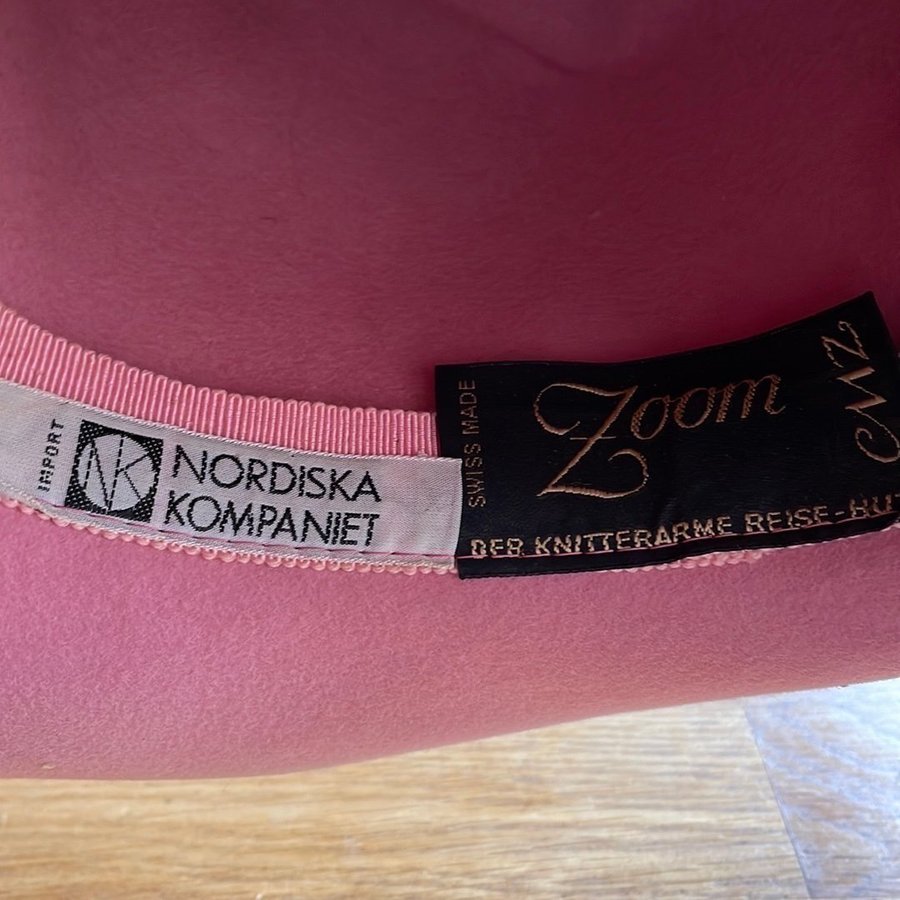 IMPORT
NK
NORDISKA
KOMPANIET
SWISS MADE
Zoom
DER KNITTERARME REISE-HUT